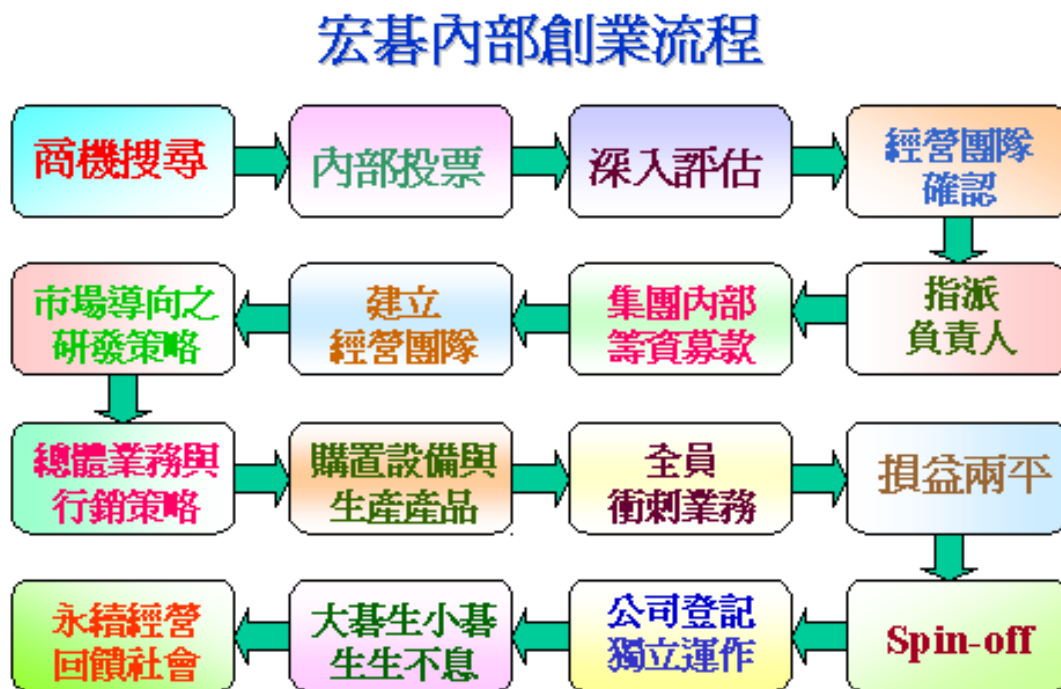 宏碁內部創業流程
商機搜尋
內部投票
深入評估
經營團隊
確認
指派
負責人
集團內部
籌資募款
建立
經營團隊
市場導向之
研發策略
總體業務與
行銷策略
購置設備與
生產產品
全員
衝刺業務
損益兩平
Spin-off
公司登記
獨立運作
大碁生小碁
生生不息
永續經營
回饋社會